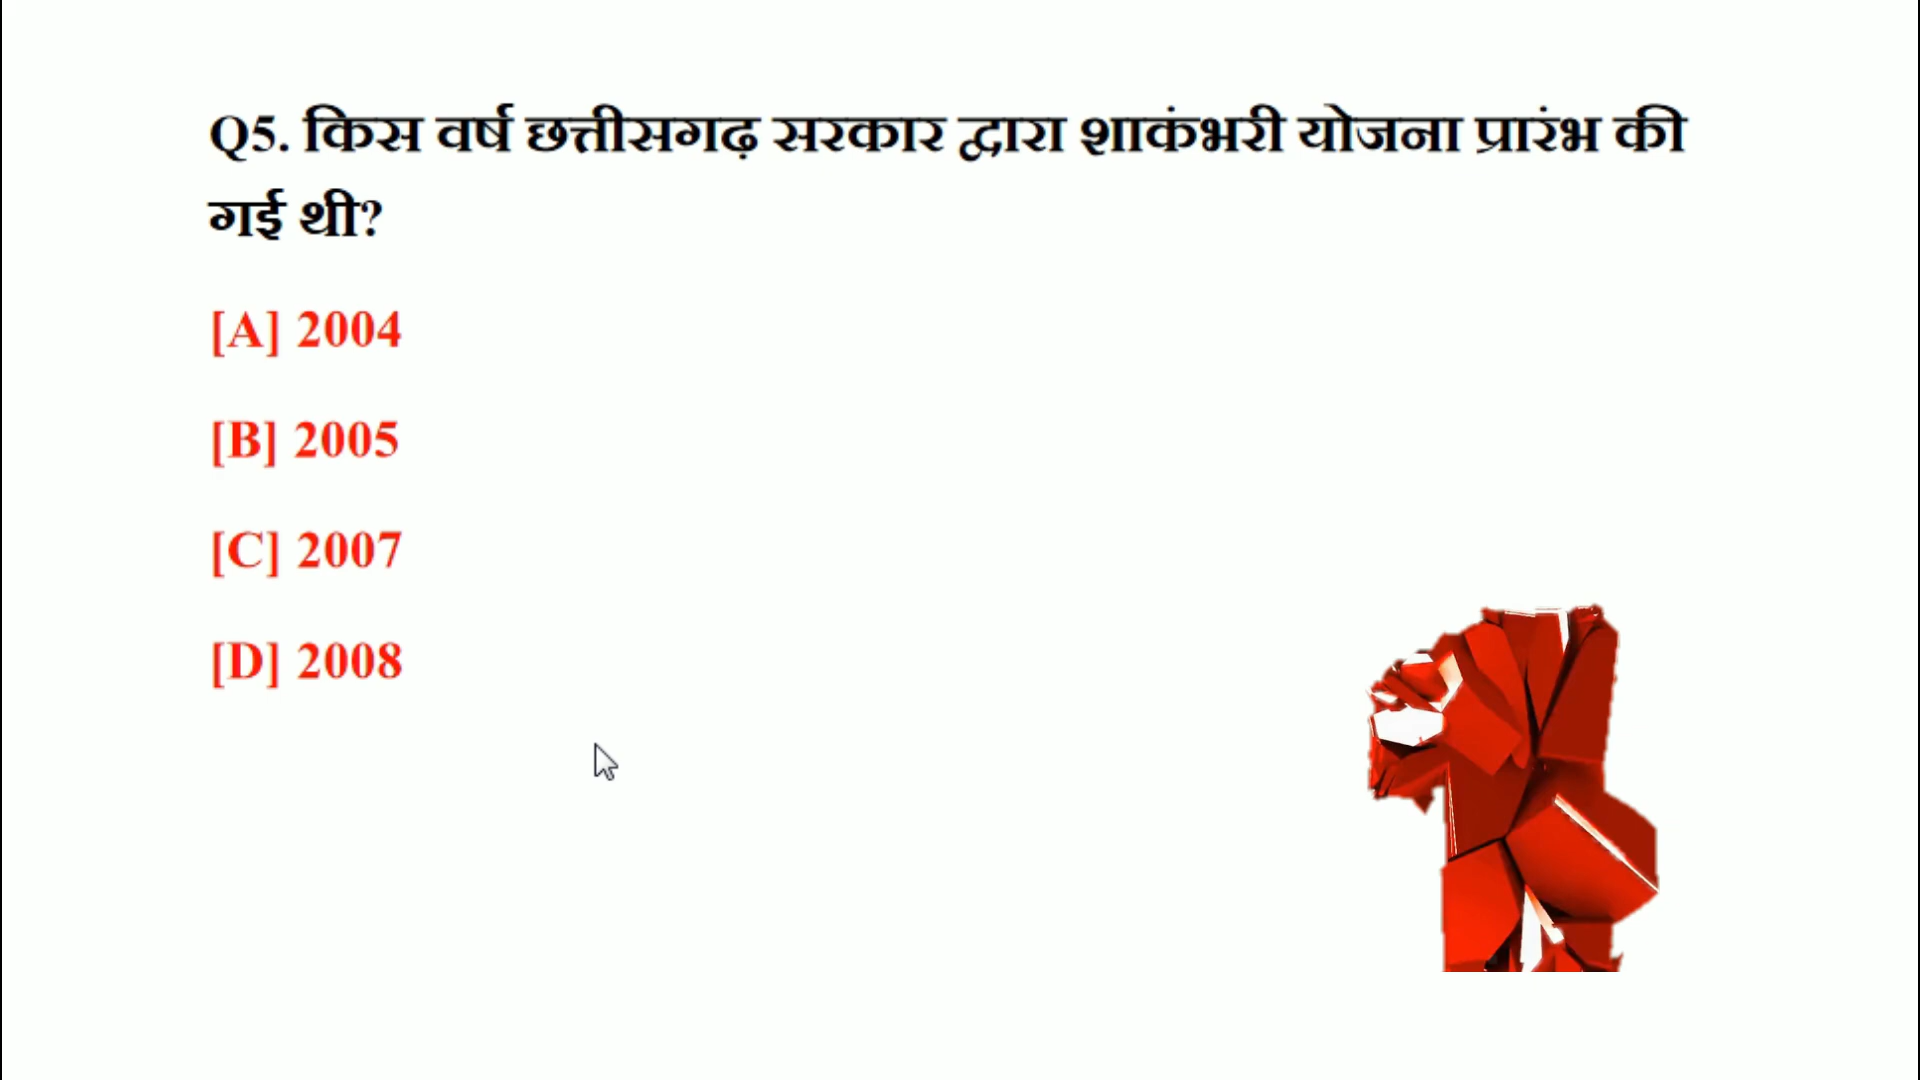 Q5. किस वर्ष छत्तीसगढ़ सरकार द्वारा शाकंभरी योजना प्रारंभ की
गई थी?
[A] 2004
[B] 2005
[C] 2007
[D] 2008